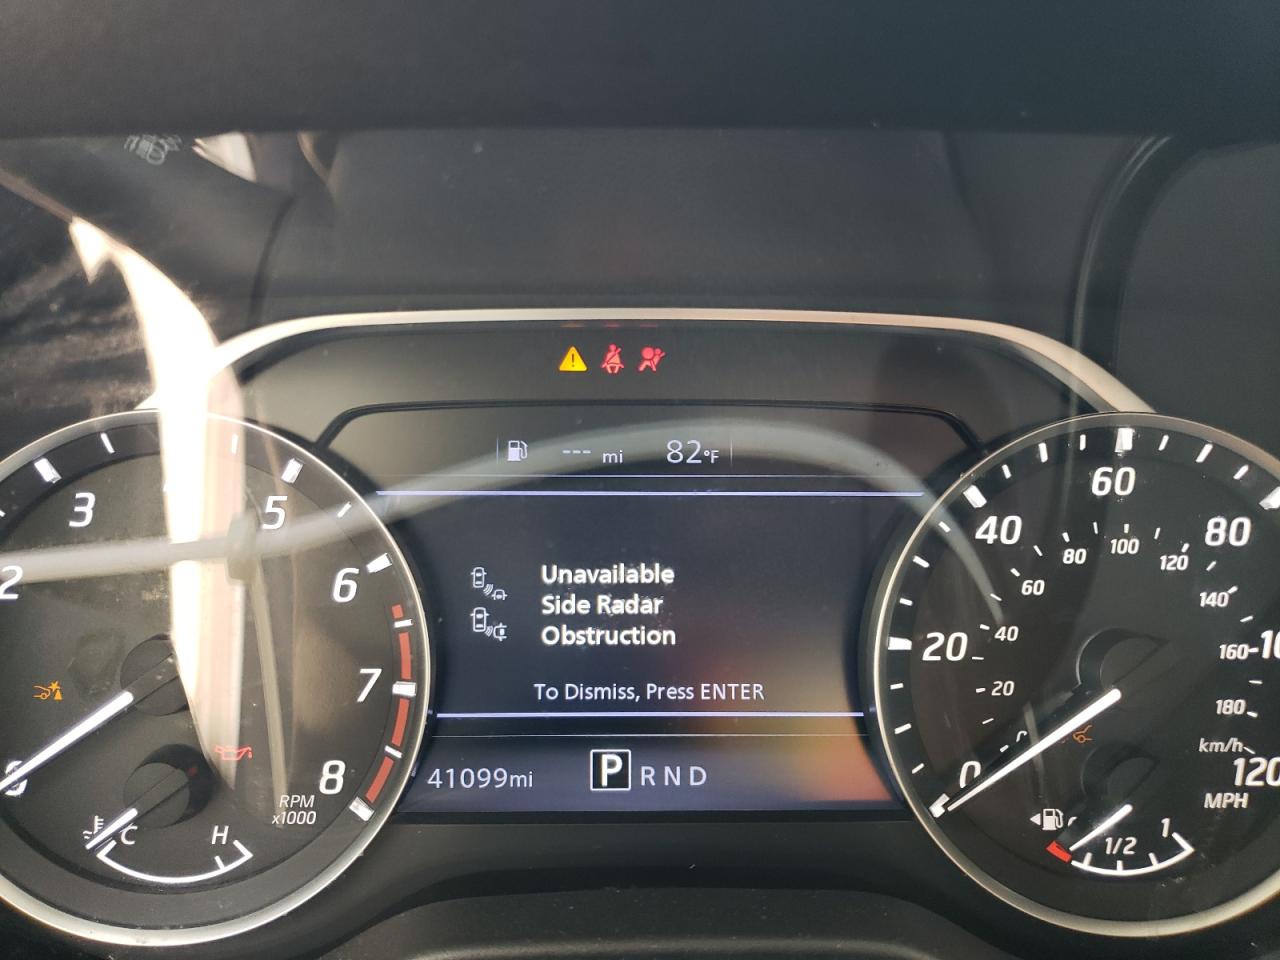 --- mi 82°F
Unavailable
Side Radar
Obstruction
To Dismiss, Press ENTER
41099mi P R N D
2 3 5 6 7 8
RPM
x1000
C H
0 20 40 60 80
20 40 60 80 100 120 140 160 180
km/h
120
MPH
1/2 1